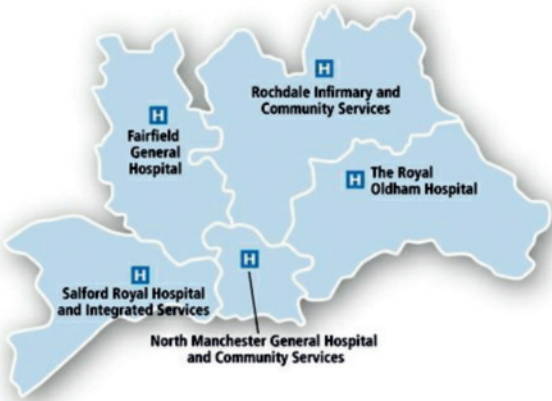 H
Rochdale Infirmary and
Community Services
H
Fairfield
General
Hospital
H
The Royal
Oldham Hospital
H
Salford Royal Hospital
and Integrated Services
H
North Manchester General Hospital
and Community Services